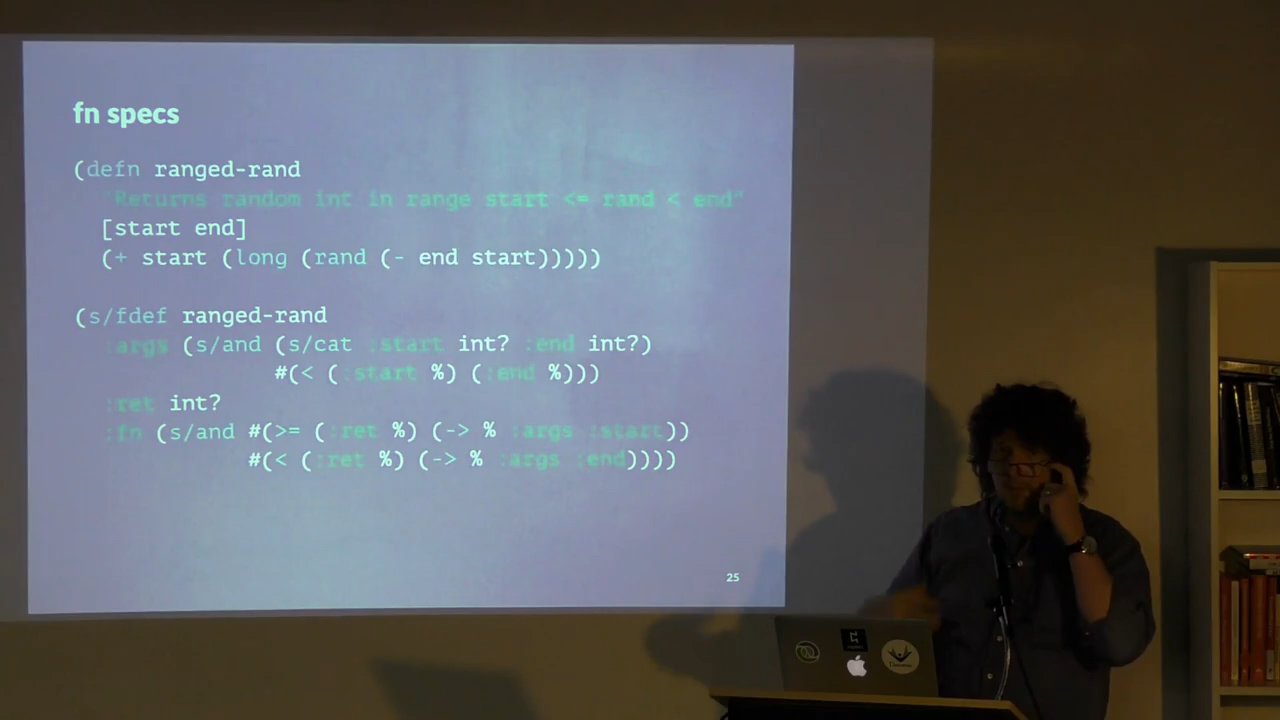 fn specs
(defn ranged-rand
"Returns random int in range start <= rand < end"
[start end]
(+ start (long (rand (- end start)))))
(s/fdef ranged-rand
:args (s/and (s/cat :start int? :end int?)
#(< (:start %) (:end %)))
:ret int?
:fn (s/and #(>= (:ret %) (-> % :args :start))
#(< (:ret %) (-> % :args :end))))
25